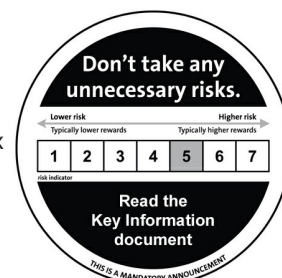 Don’t take any
unnecessary risks.
Lower risk Higher risk
Typically lower rewards Typically higher rewards
1 2 3 4 5 6 7
risk indicator
Read the
Key Information
document
THIS IS A MANDATORY ANNOUNCEMENT